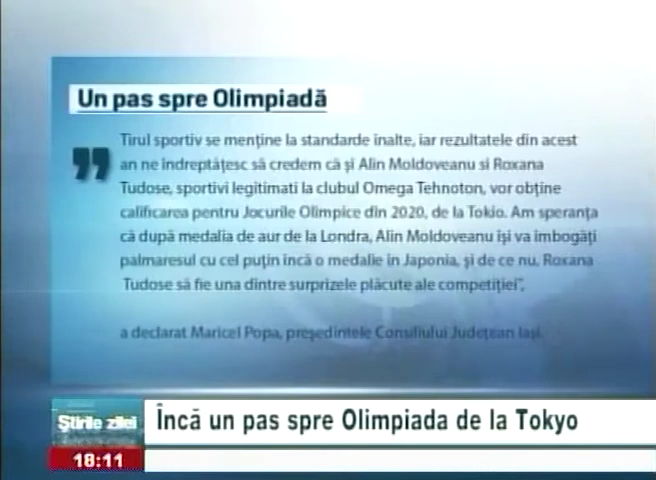 Un pas spre Olimpiadă
”
Tirul sportiv se menține la standarde înalte, iar rezultatele din acest
an ne îndreptățesc să credem că și Alin Moldoveanu si Roxana
Tudose, sportivi legitimati la clubul Omega Tehnoton, vor obține
calificarea pentru Jocurile Olimpice din 2020, de la Tokio. Am speranța
că după medalia de aur de la Londra, Alin Moldoveanu își va îmbogăți
palmaresul cu cel puțin încă o medalie în Japonia, și de ce nu, Roxana
Tudose să fie una dintre surprizele plăcute ale competiției”,
a declarat Maricel Popa, președintele Consiliului Județean Iași.
Știrile zilei
Încă un pas spre Olimpiada de la Tokyo
18:11